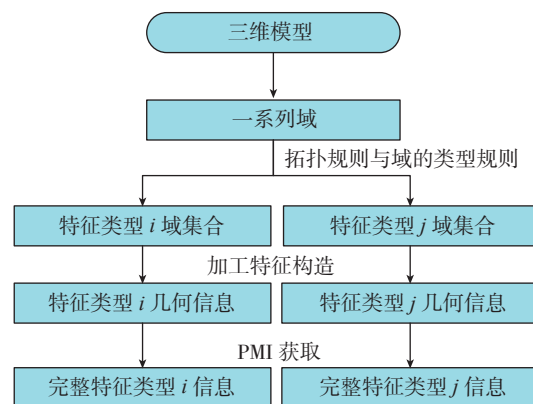 三维模型
一系列域
拓扑规则与域的类型规则
特征类型 i 域集合
特征类型 j 域集合
加工特征构造
特征类型 i 几何信息
特征类型 j 几何信息
PMI 获取
完整特征类型 i 信息
完整特征类型 j 信息